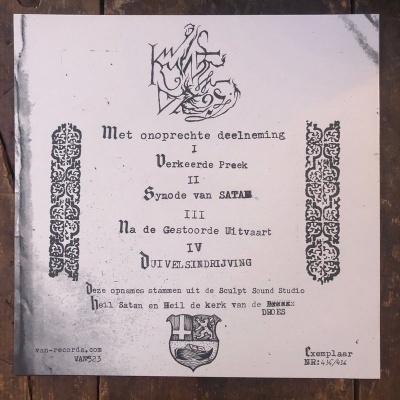 Met onoprechte deelneming
I
Verkeerde Preek
II
Synode van SATAN
III
Na de Gestoorde Uitvaart
IV
DUIVELSINDRIJVING
Deze opnames stammen uit de Sculpt Sound Studio
Heil Satan en Heil de kerk van de
DROES
van-records.com
VAN323
Exemplaar
NR: